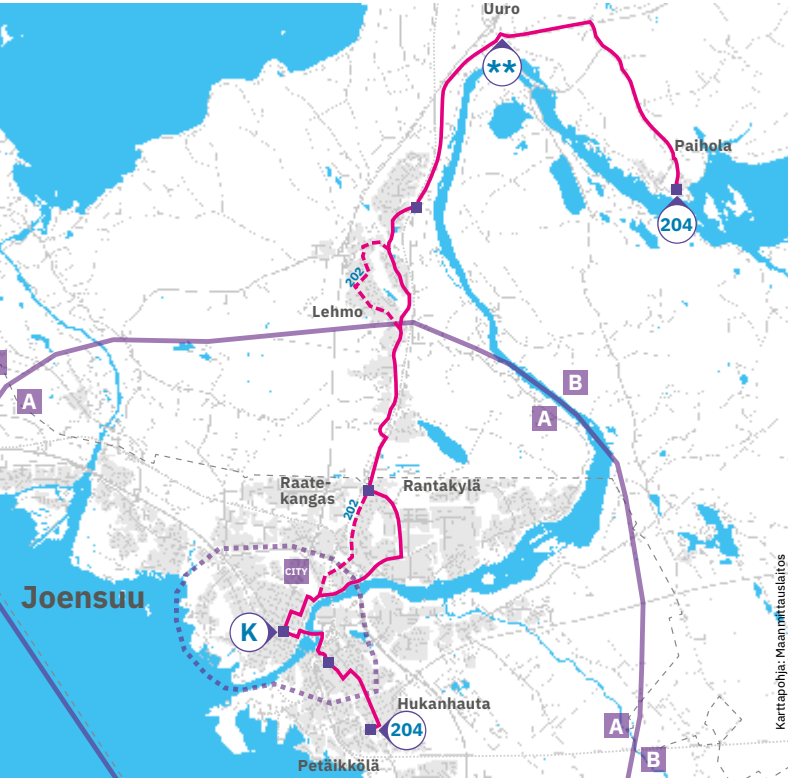 Uuro
**
Paihola
204
202
Lehmo
A
B
A
Raate-
kangas
Rantakylä
202
CITY
Joensuu
K
Hukanhauta
204
A
B
Petäikkölä
Karttapohja: Maanmittauslaitos